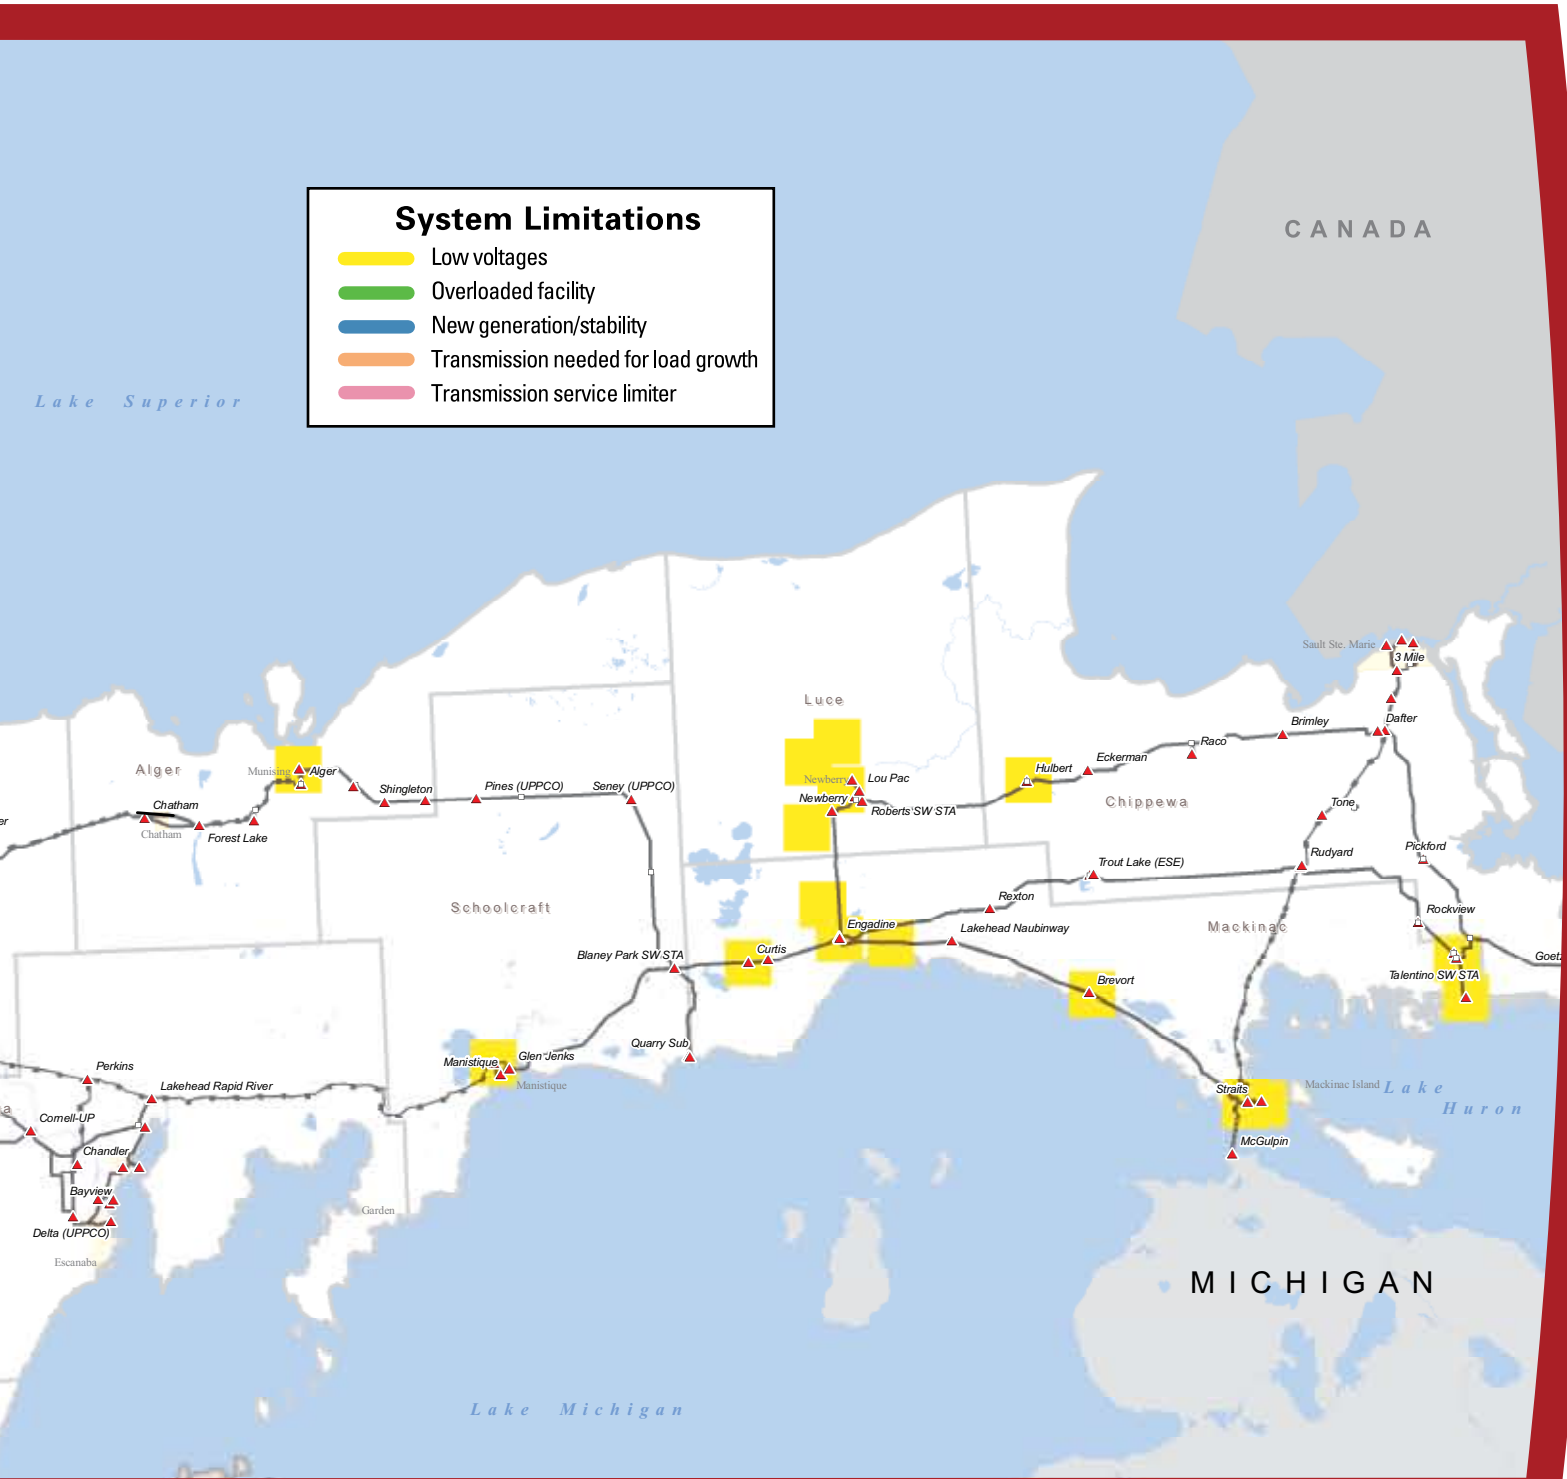 System Limitations
Low voltages
Overloaded facility
New generation/stability
Transmission needed for load growth
Transmission service limiter
CANADA
Lake Superior
Sault Ste. Marie
3 Mile
Luce
Dafter
Brimley
Raco
Eckerman
Hulbert
Alger
Munising
Alger
Lou Pac
Newberry
Newberry
Roberts SW STA
Chippewa
Tone
Shingleton
Pines (UPPCO)
Seney (UPPCO)
Chatham
Chatham
Forest Lake
er
Pickford
Rudyard
Trout Lake (ESE)
Rexton
Schoolcraft
Rockview
Mackinac
Engadine
Lakehead Naubinway
Curtis
Blaney Park SW STA
Goetz
Talentino SW STA
Brevort
Quarry Sub
Glen Jenks
Manistique
Manistique
Perkins
Lakehead Rapid River
Straits
Mackinac Island
Lake
Huron
a
Cornell-UP
McGulpin
Chandler
Bayview
Garden
Delta (UPPCO)
Escanaba
MICHIGAN
Lake Michigan